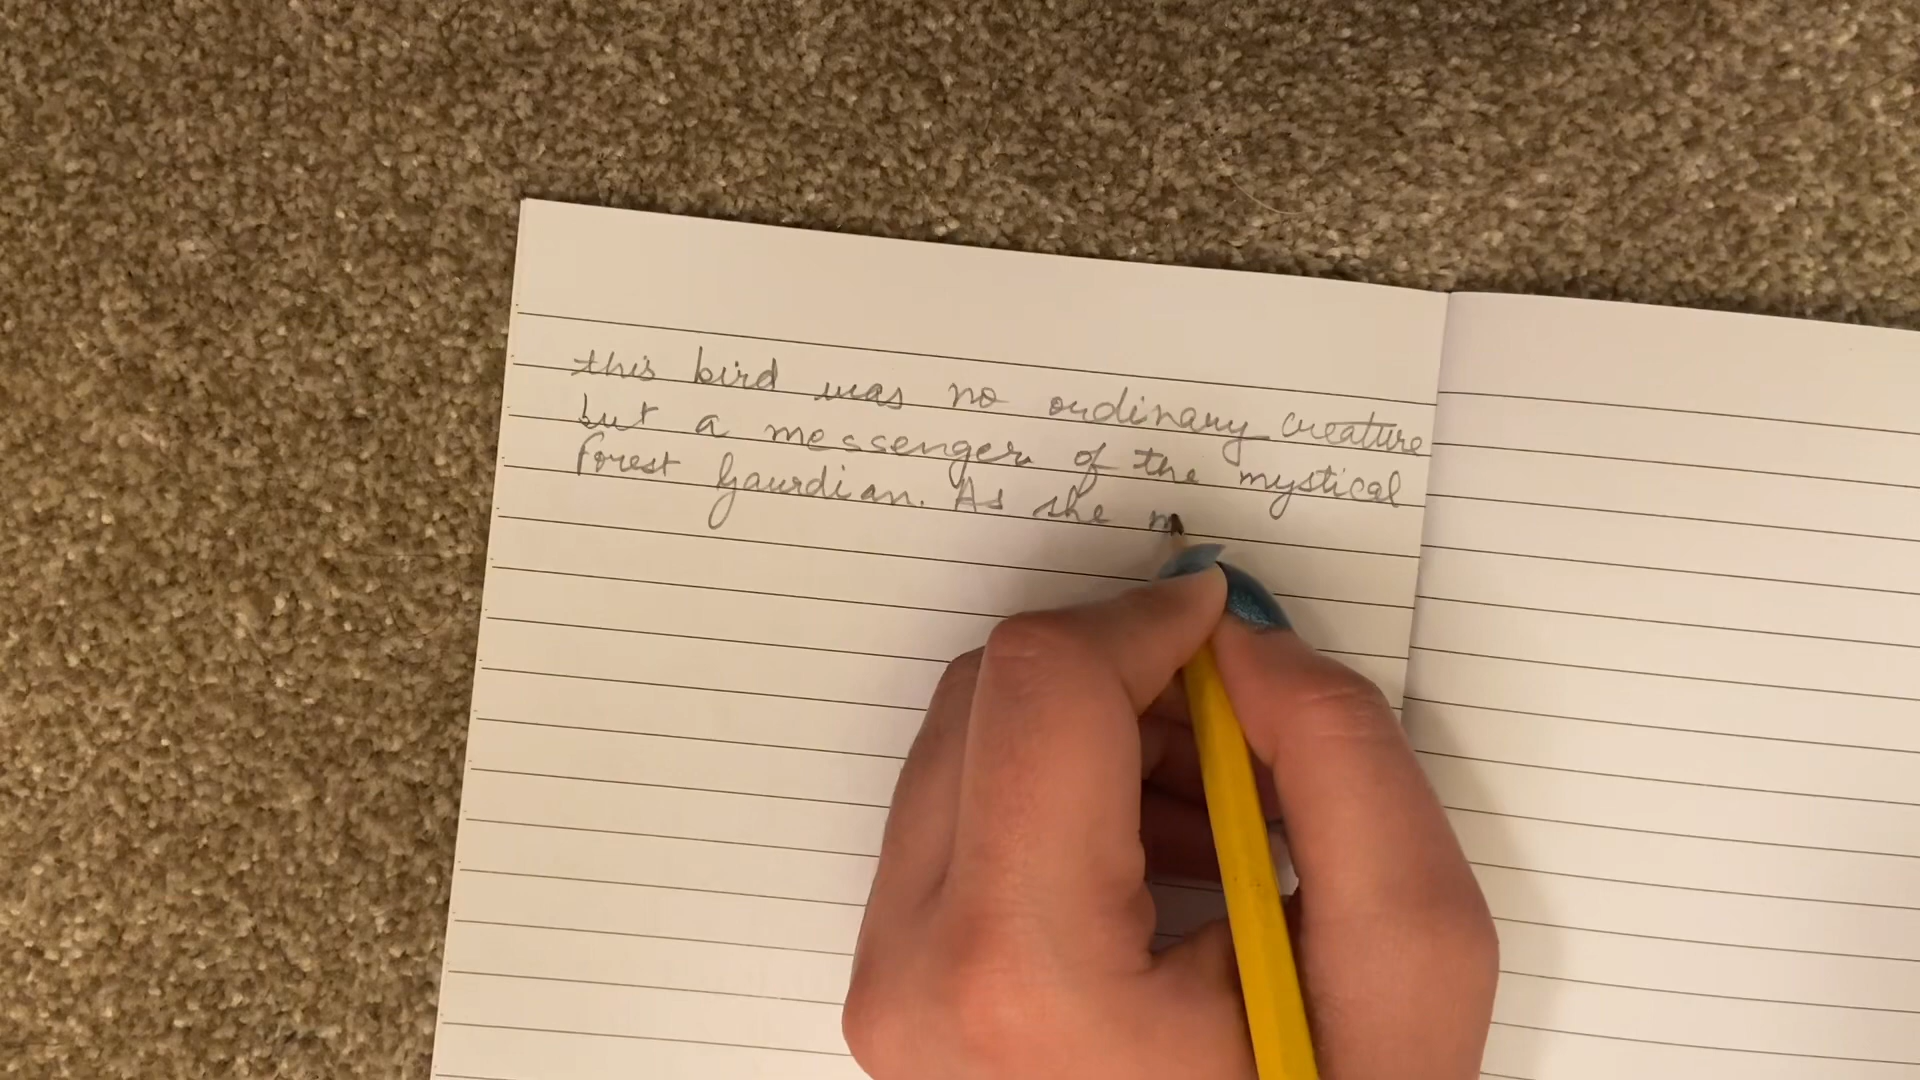 this bird was no ordinary creature
but a messenger of the mystical
forest Gaurdian. As she m